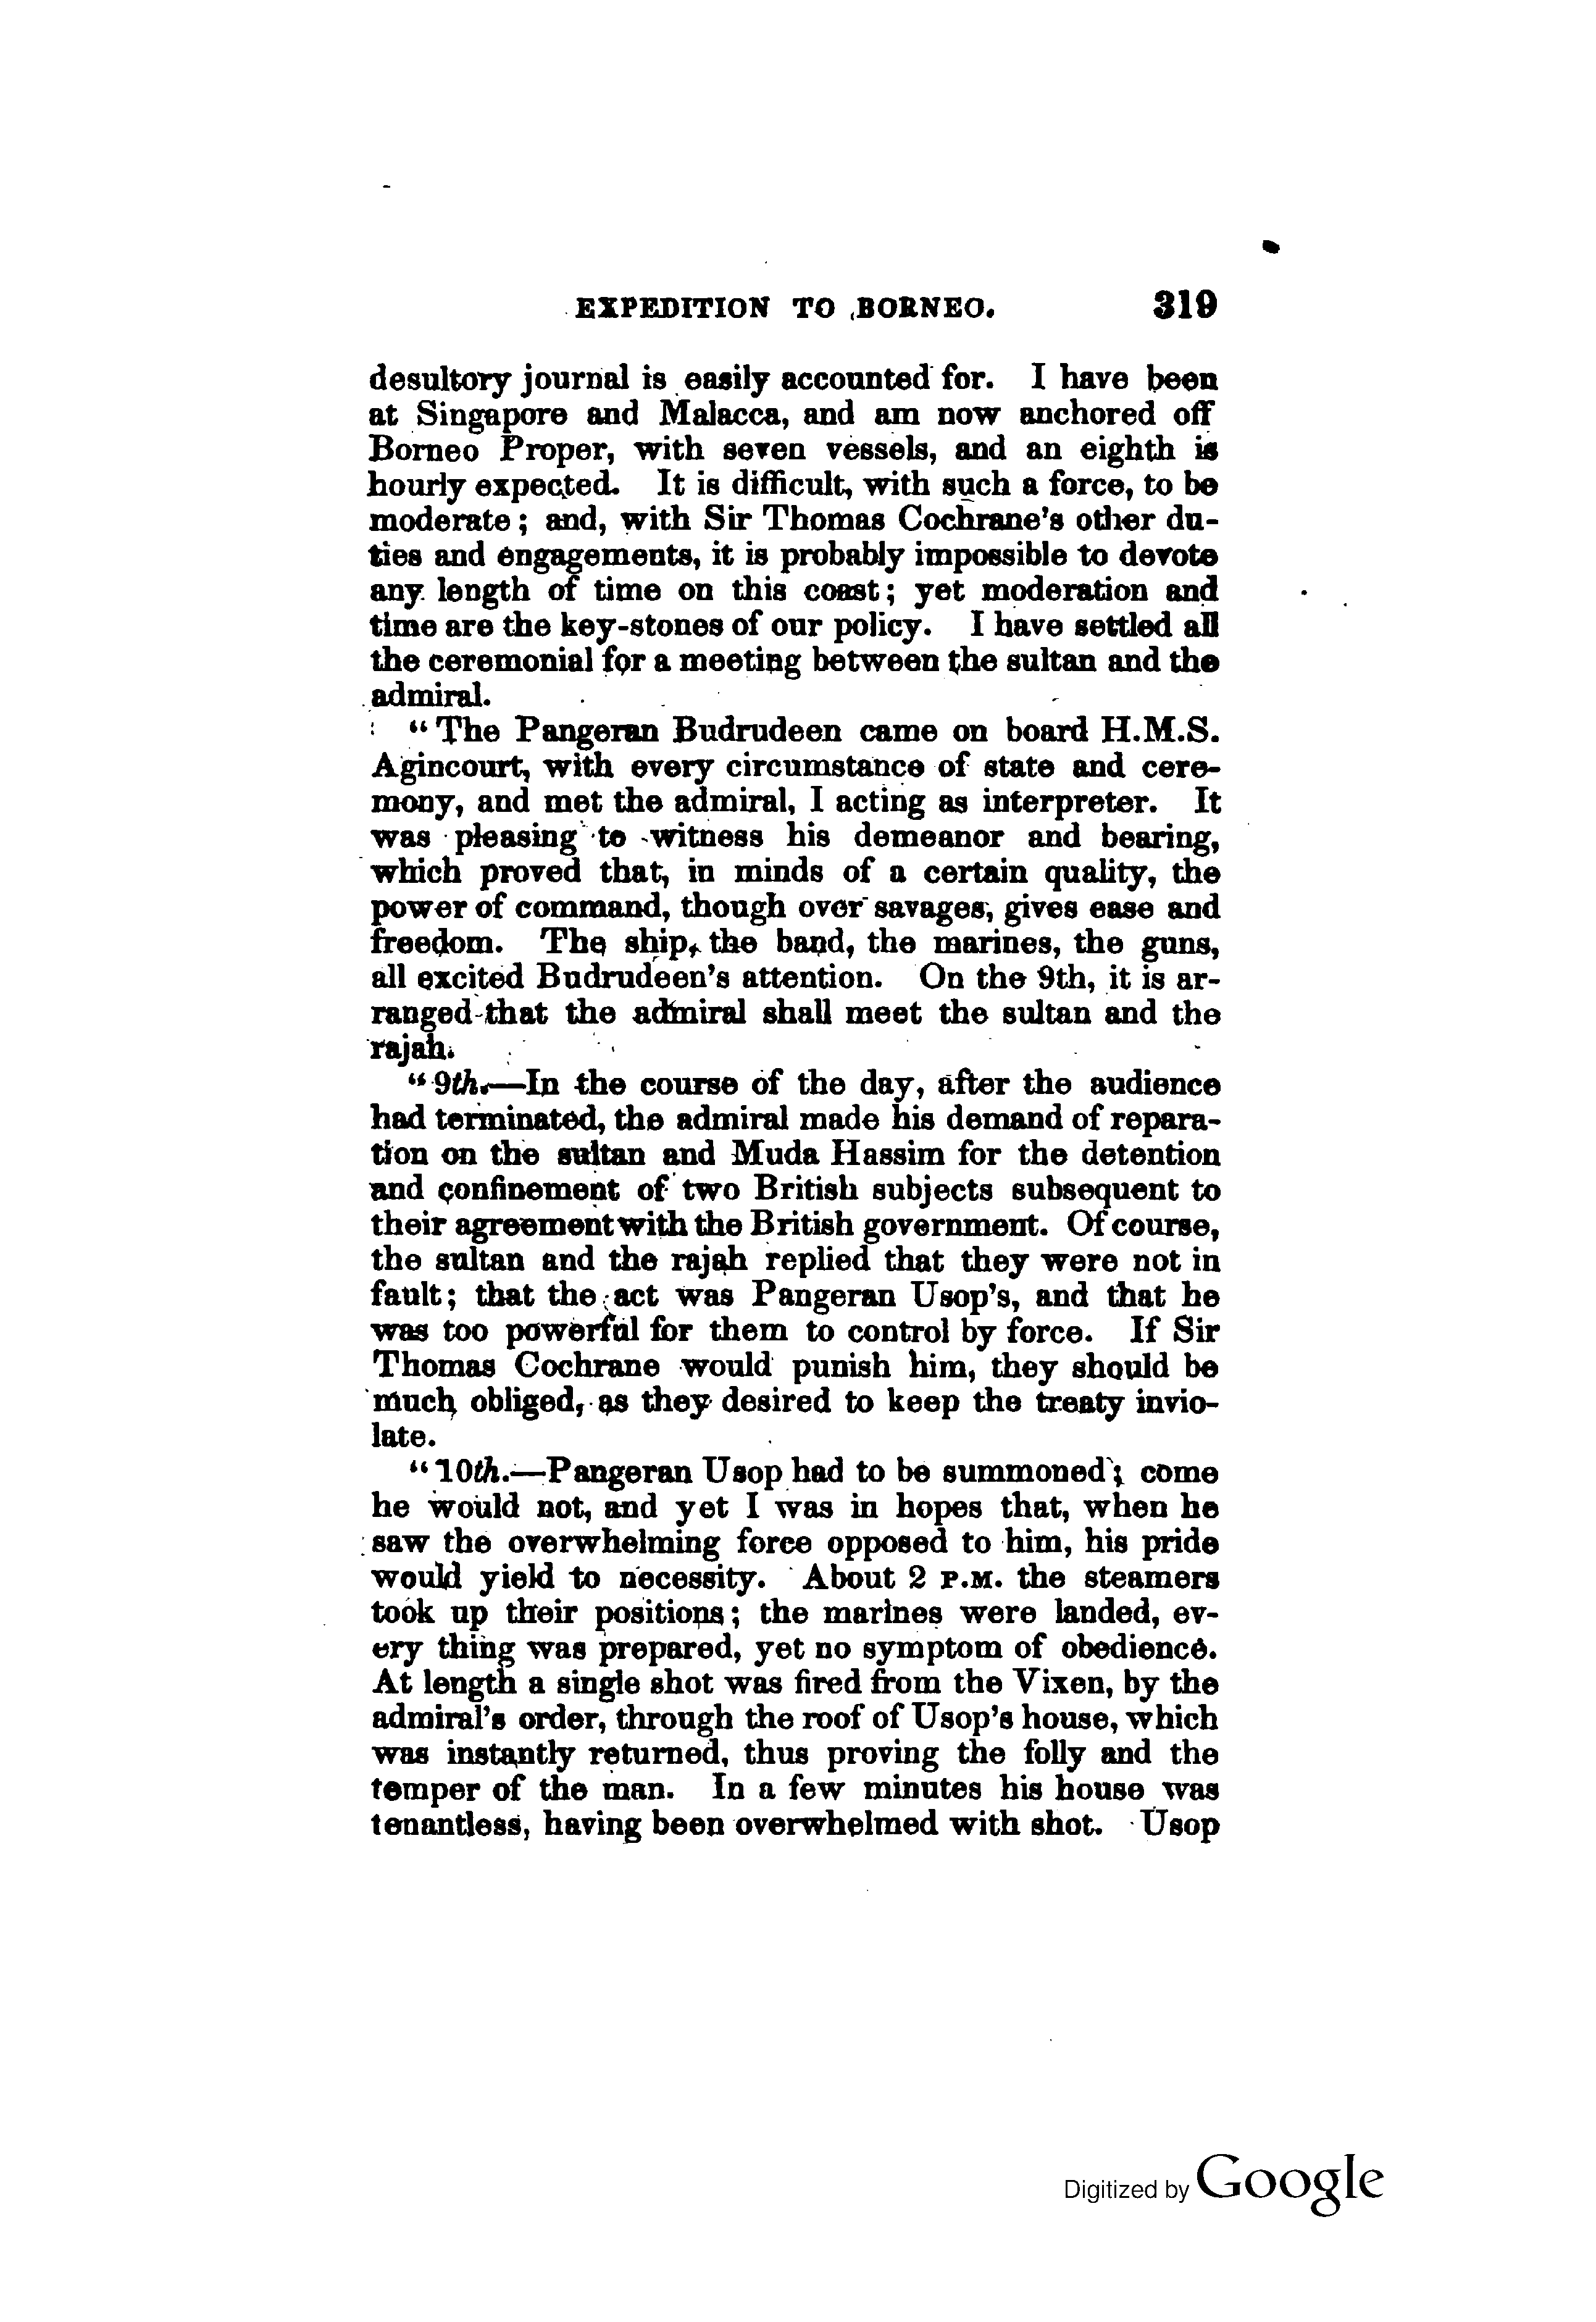 EXPEDITION TO BORNEO. 319
desultory journal is easily accounted for. I have been
at Singapore and Malacca, and am now anchored off
Borneo Proper, with seven vessels, and an eighth is
hourly expected. It is difficult, with such a force, to be
moderate; and, with Sir Thomas Cochrane's other du-
ties and engagements, it is probably impossible to devote
any length of time on this coast; yet moderation and
time are the key-stones of our policy. I have settled all
the ceremonial for a meeting between the sultan and the
admiral.
"The Pangeran Budrudeen came on board H.M.S.
Agincourt, with every circumstance of state and cere-
mony, and met the admiral, I acting as interpreter. It
was pleasing to witness his demeanor and bearing,
which proved that, in minds of a certain quality, the
power of command, though over savages, gives ease and
freedom. The ship, the band, the marines, the guns,
all excited Budrudeen's attention. On the 9th, it is ar-
ranged that the admiral shall meet the sultan and the
rajah.
"9th.—In the course of the day, after the audience
had terminated, the admiral made his demand of repara-
tion on the sultan and Muda Hassim for the detention
and confinement of two British subjects subsequent to
their agreement with the British government. Of course,
the sultan and the rajah replied that they were not in
fault; that the act was Pangeran Usop's, and that he
was too powerful for them to control by force. If Sir
Thomas Cochrane would punish him, they should be
much obliged, as they desired to keep the treaty invio-
late.
"10th.—Pangeran Usop had to be summoned; come
he would not, and yet I was in hopes that, when he
saw the overwhelming force opposed to him, his pride
would yield to necessity. About 2 P.M. the steamers
took up their positions; the marines were landed, ev-
ery thing was prepared, yet no symptom of obedience.
At length a single shot was fired from the Vixen, by the
admiral's order, through the roof of Usop's house, which
was instantly returned, thus proving the folly and the
temper of the man. In a few minutes his house was
tenantless, having been overwhelmed with shot. Usop
Digitized by Google